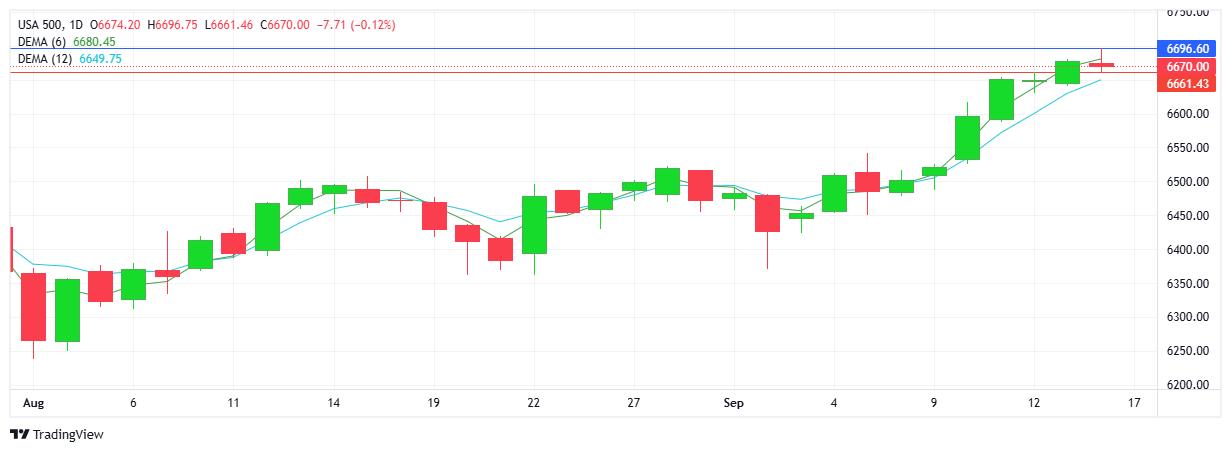 USA 500, 1D O6674.20 H6696.75 L6661.46 C6670.00 −7.71 (−0.12%)
DEMA (6) 6680.45
DEMA (12) 6649.75
6750.00
6696.60
6670.00
6661.43
6600.00
6550.00
6500.00
6450.00
6400.00
6350.00
6300.00
6250.00
6200.00
Aug 6 11 14 19 22 27 Sep 4 9 12 17
TradingView